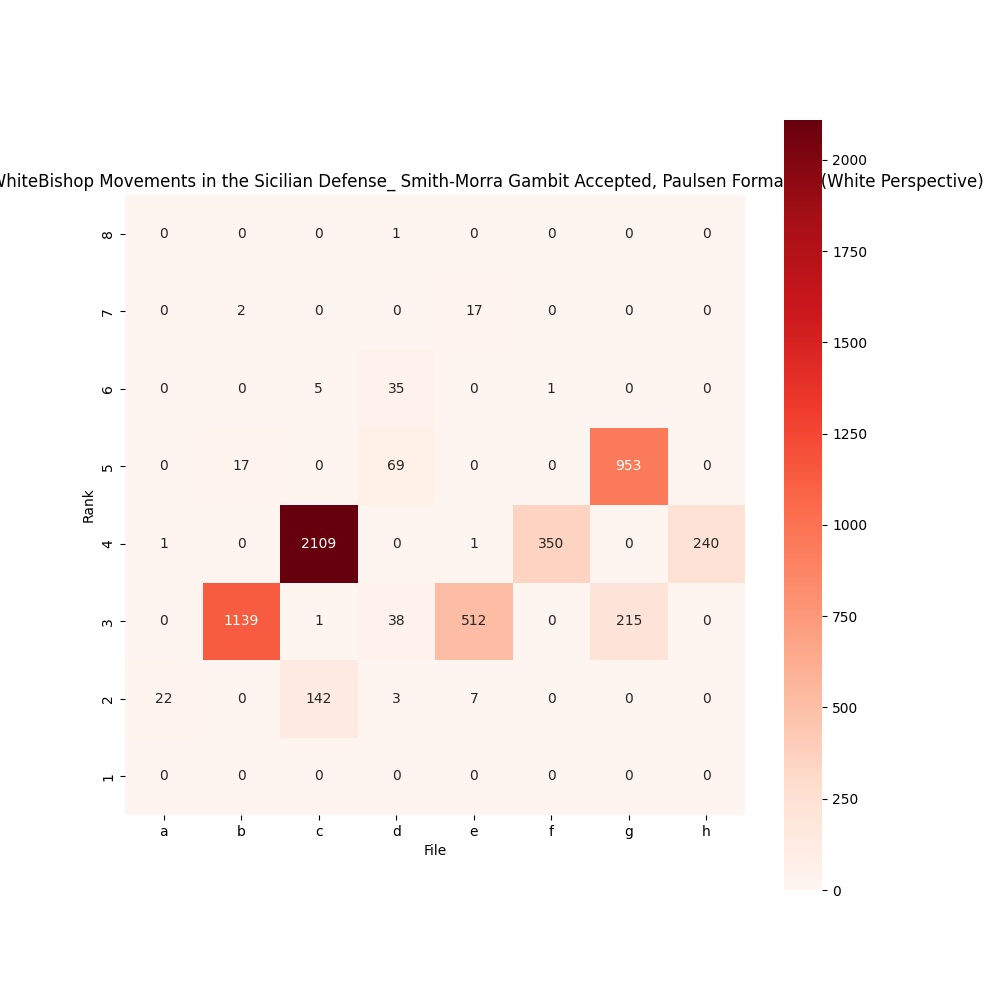 WhiteBishop Movements in the Sicilian Defense_ Smith-Morra Gambit Accepted, Paulsen Forma (White Perspective)
8 0 0 0 1 0 0 0 0
7 0 2 0 0 17 0 0 0
6 0 0 5 35 0 1 0 0
5 0 17 0 69 0 0 953 0
Rank
4 1 0 2109 0 1 350 0 240
3 0 1139 1 38 512 0 215 0
2 22 0 142 3 7 0 0 0
1 0 0 0 0 0 0 0 0
a b c d e f g h
File
2000
1750
1500
1250
1000
750
500
250
0